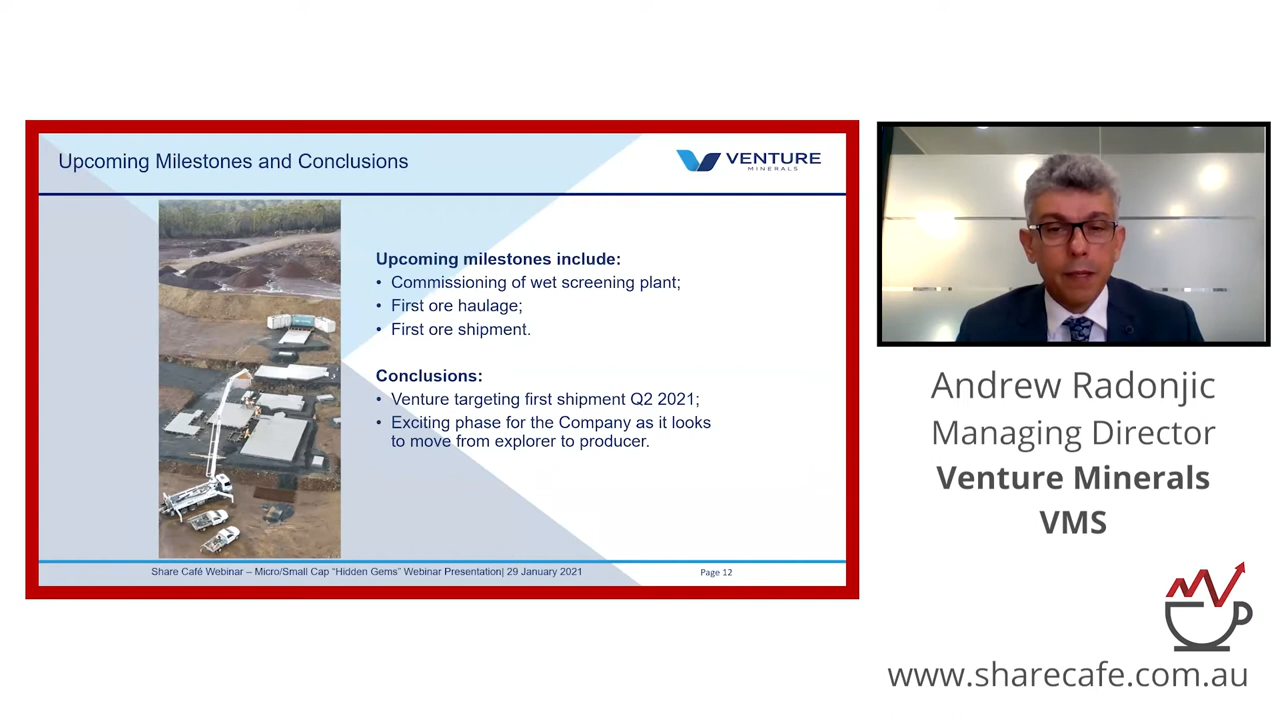 Upcoming Milestones and Conclusions
VENTURE
MINERALS
Upcoming milestones include:
• Commissioning of wet screening plant;
• First ore haulage;
• First ore shipment.
Conclusions:
• Venture targeting first shipment Q2 2021;
• Exciting phase for the Company as it looks
to move from explorer to producer.
Share Café Webinar – Micro/Small Cap “Hidden Gems” Webinar Presentation| 29 January 2021
Page 12
Andrew Radonjic
Managing Director
Venture Minerals
VMS
www.sharecafe.com.au